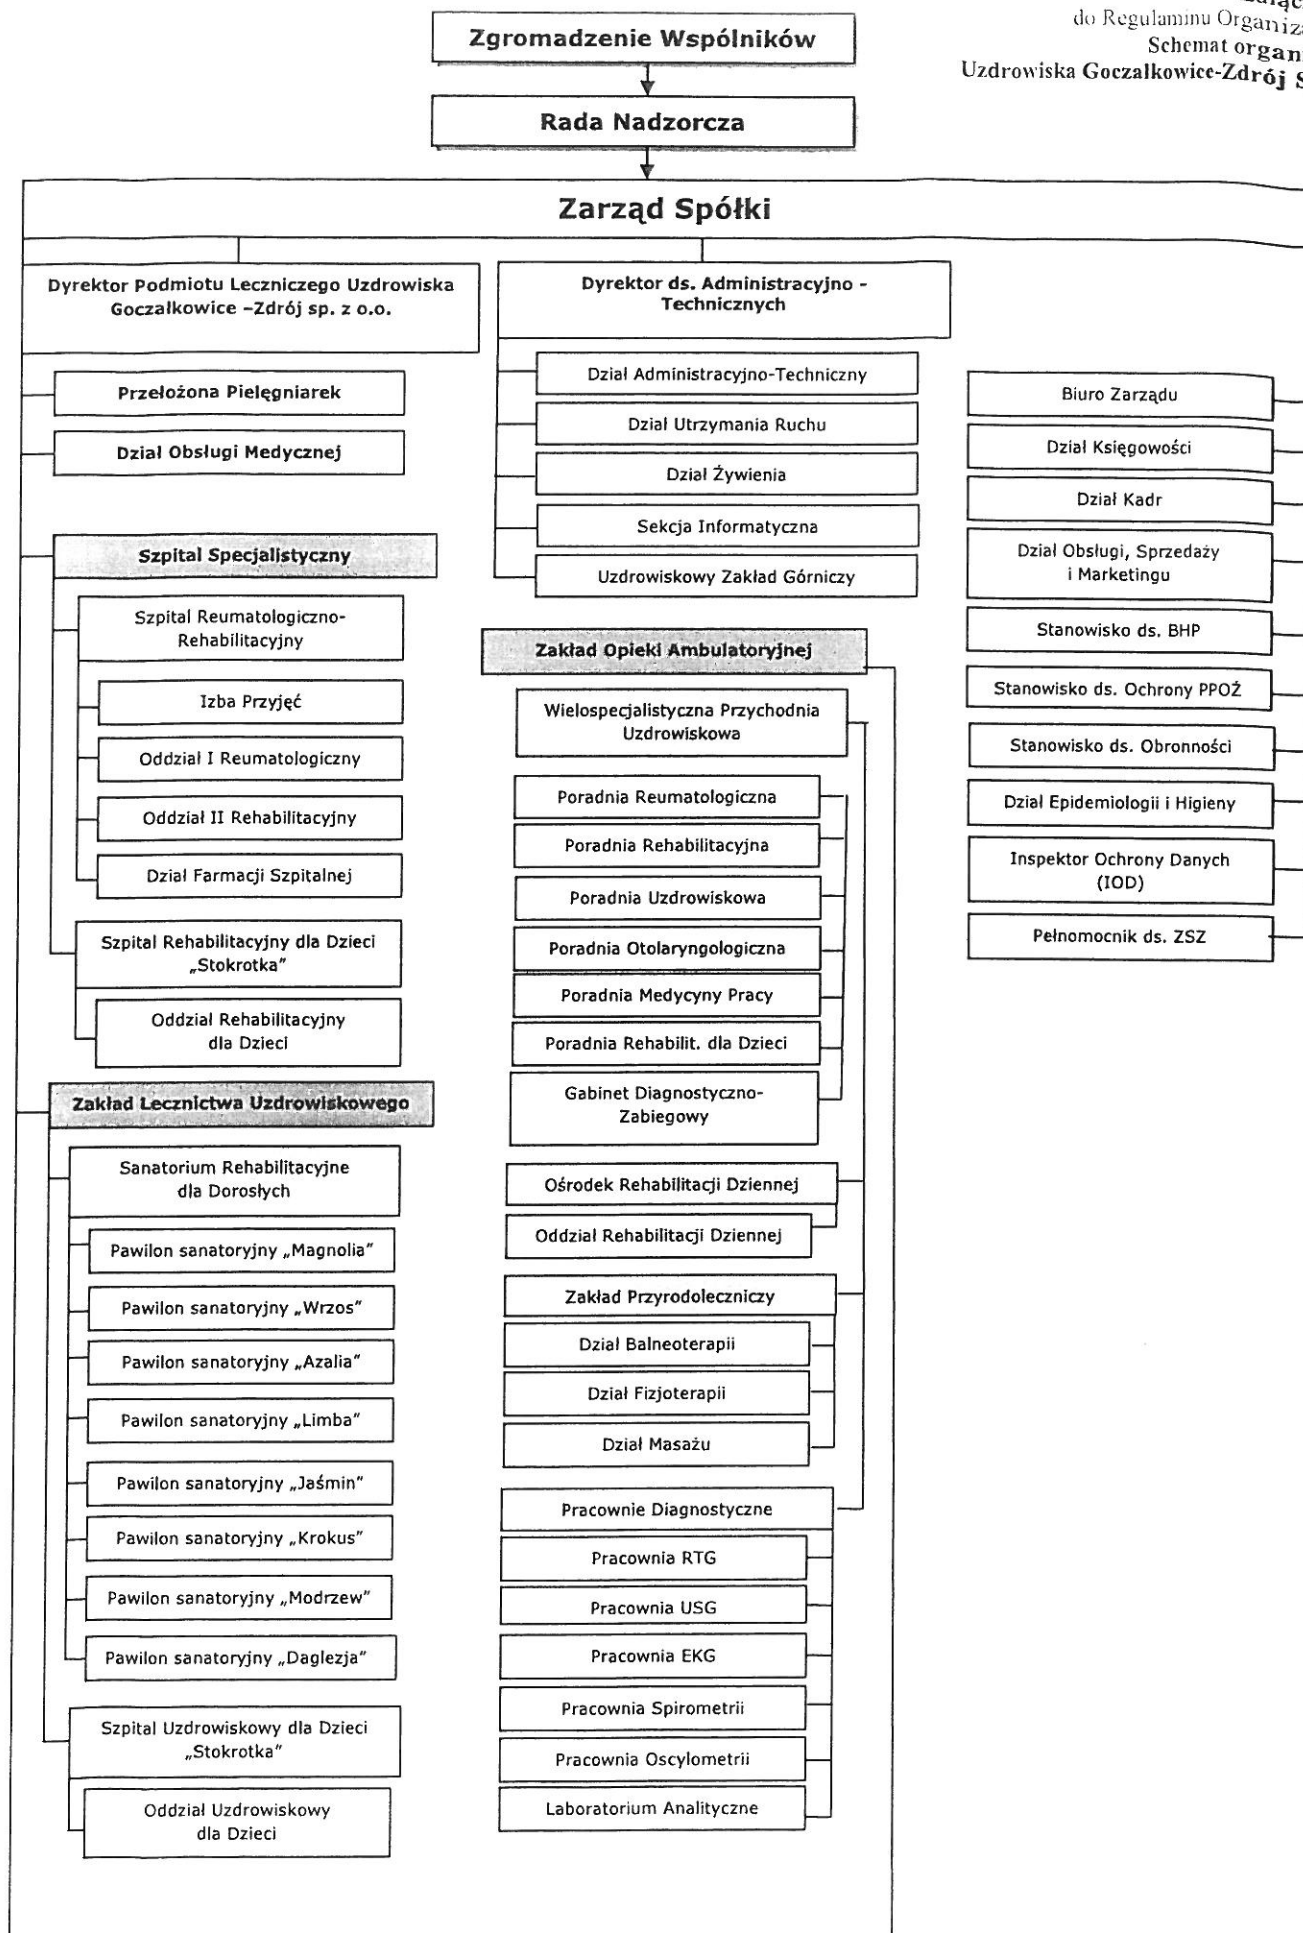 do Regulaminu
Schemat
Uzdrowiska Goczałkowice-Zdrój
Zgromadzenie Wspólników
Rada Nadzorcza
Zarząd Spółki
Dyrektor Podmiotu Leczniczego Uzdrowiska
Goczałkowice –Zdrój sp. z o.o.
Przełożona Pielęgniarek
Dział Obsługi Medycznej
Szpital Specjalistyczny
Szpital Reumatologiczno-
Rehabilitacyjny
Izba Przyjęć
Oddział I Reumatologiczny
Oddział II Rehabilitacyjny
Dział Farmacji Szpitalnej
Szpital Rehabilitacyjny dla Dzieci
„Stokrotka”
Oddział Rehabilitacyjny
dla Dzieci
Zakład Lecznictwa Uzdrowiskowego
Sanatorium Rehabilitacyjne
dla Dorosłych
Pawilon sanatoryjny „Magnolia”
Pawilon sanatoryjny „Wrzos”
Pawilon sanatoryjny „Azalia”
Pawilon sanatoryjny „Limba”
Pawilon sanatoryjny „Jaśmin”
Pawilon sanatoryjny „Krokus”
Pawilon sanatoryjny „Modrzew”
Pawilon sanatoryjny „Daglezja”
Szpital Uzdrowiskowy dla Dzieci
„Stokrotka”
Oddział Uzdrowiskowy
dla Dzieci
Dyrektor ds. Administracyjno -
Technicznych
Dział Administracyjno-Techniczny
Dział Utrzymania Ruchu
Dział Żywienia
Sekcja Informatyczna
Uzdrowiskowy Zakład Górniczy
Zakład Opieki Ambulatoryjnej
Wielospecjalistyczna Przychodnia
Uzdrowiskowa
Poradnia Reumatologiczna
Poradnia Rehabilitacyjna
Poradnia Uzdrowiskowa
Poradnia Otolaryngologiczna
Poradnia Medycyny Pracy
Poradnia Rehabilit. dla Dzieci
Gabinet Diagnostyczno-
Zabiegowy
Ośrodek Rehabilitacji Dziennej
Oddział Rehabilitacji Dziennej
Zakład Przyrodoleczniczy
Dział Balneoterapii
Dział Fizjoterapii
Dział Masażu
Pracownie Diagnostyczne
Pracownia RTG
Pracownia USG
Pracownia EKG
Pracownia Spirometrii
Pracownia Oscylometrii
Laboratorium Analityczne
Biuro Zarządu
Dział Księgowości
Dział Kadr
Dział Obsługi, Sprzedaży
i Marketingu
Stanowisko ds. BHP
Stanowisko ds. Ochrony PPOŻ
Stanowisko ds. Obronności
Dział Epidemiologii i Higieny
Inspektor Ochrony Danych
(IOD)
Pełnomocnik ds. ZSZ